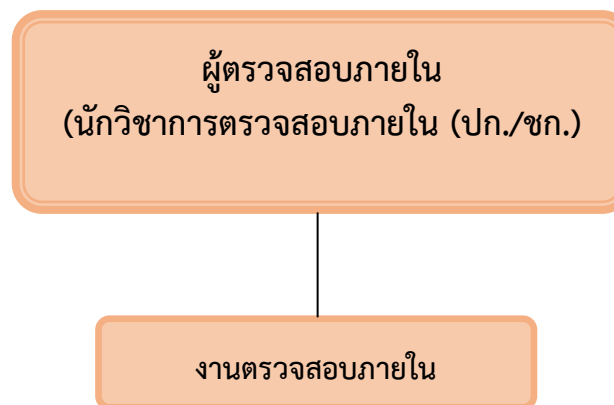 ผู้ตรวจสอบภายใน
(นักวิชาการตรวจสอบภายใน (ปก./ชก.)
งานตรวจสอบภายใน